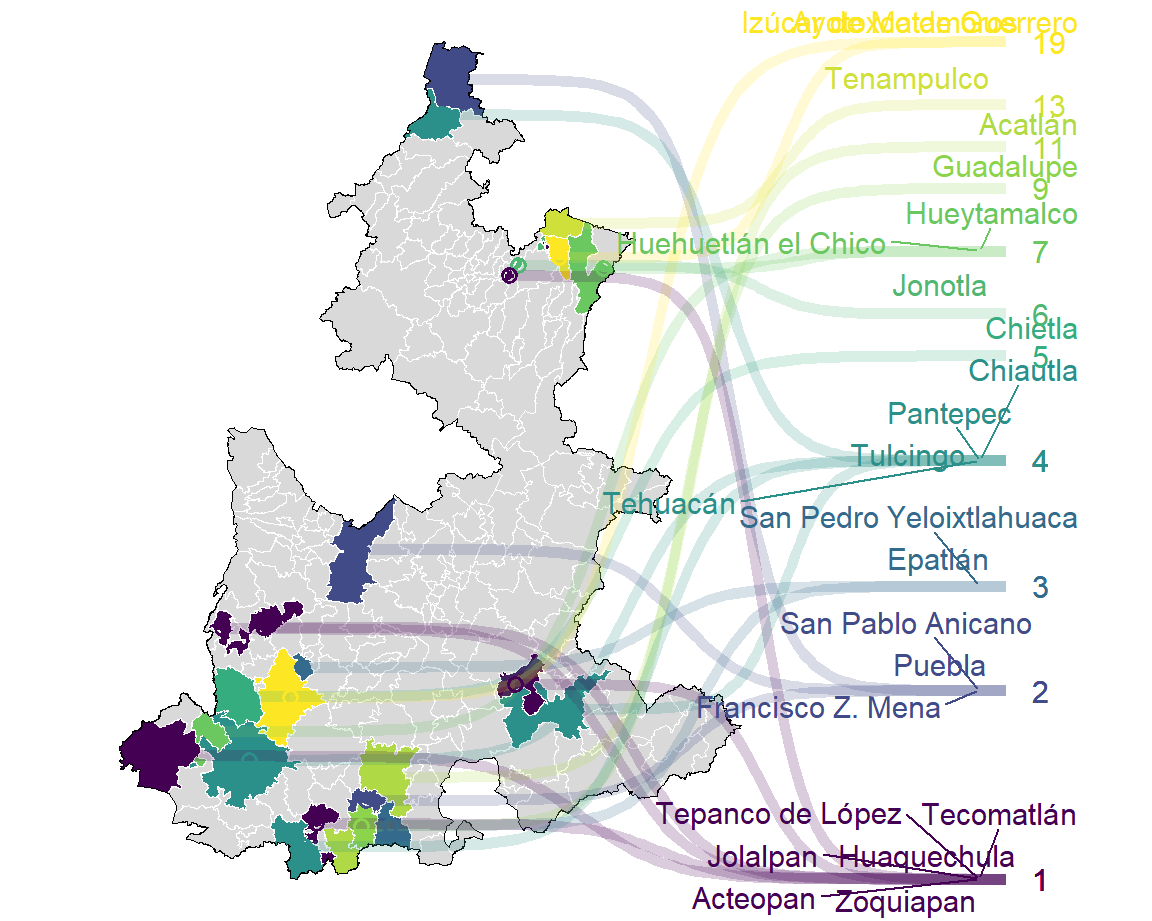 Izúcar de Matamoros
Ayotoxco de Guerrero
19
Tenampulco
13
Acatlán
11
Guadalupe
9
Hueytamalco
Huehuetlán el Chico
7
Jonotla
6
Chietla
5
Chiautla
Pantepec
Tulcingo
4
Tehuacán
San Pedro Yeloixtlahuaca
Epatlán
3
San Pablo Anicano
Puebla
2
Francisco Z. Mena
Tepanco de López
Tecomatlán
Jolalpan
Huaquechula
1
Acteopan
Zoquiapan